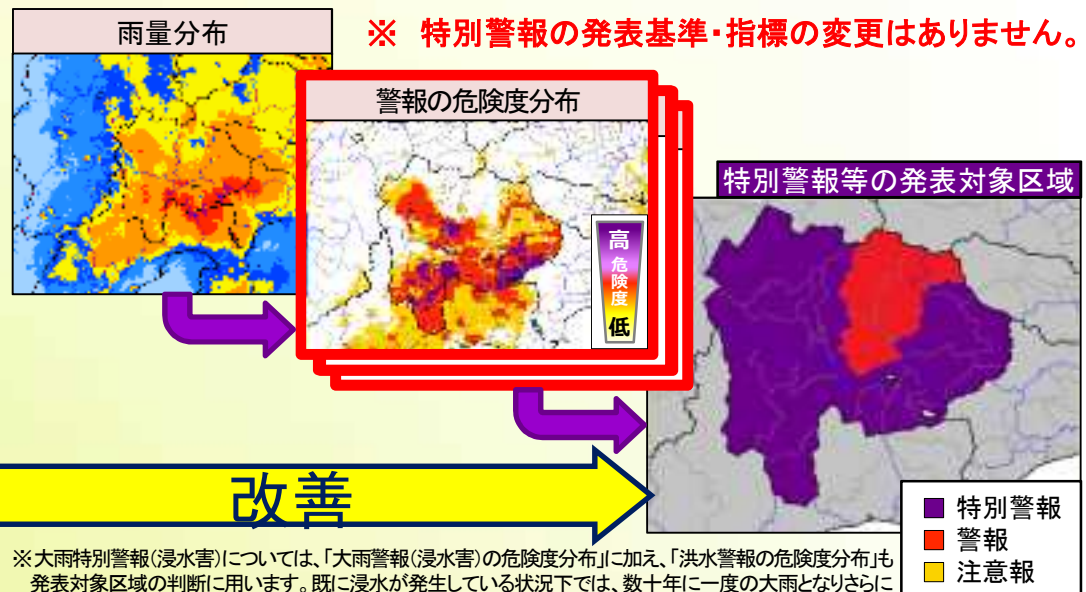 雨量分布
※ 特別警報の発表基準・指標の変更はありません。
警報の危険度分布
高
危険度
低
特別警報等の発表対象区域
改善
特別警報
警報
注意報
※大雨特別警報(浸水害)については、「大雨警報(浸水害)の危険度分布」に加え、「洪水警報の危険度分布」も
発表対象区域の判断に用います。既に浸水が発生している状況下では、数十年に一度の大雨となりさらに